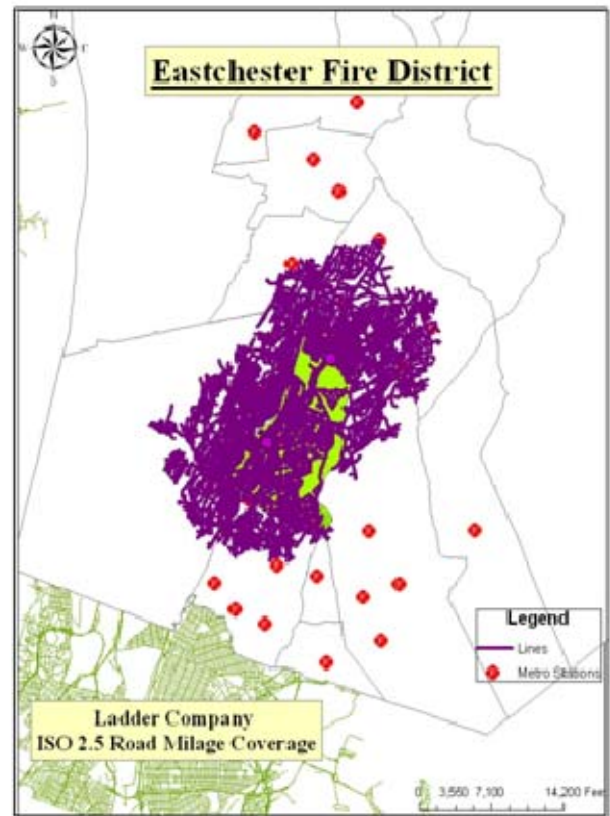 N
Eastchester Fire District
Legend
Lines
Metro Stations
Ladder Company
ISO 2.5 Road Milage Coverage
0 3,550 7,100 14,200 Feet